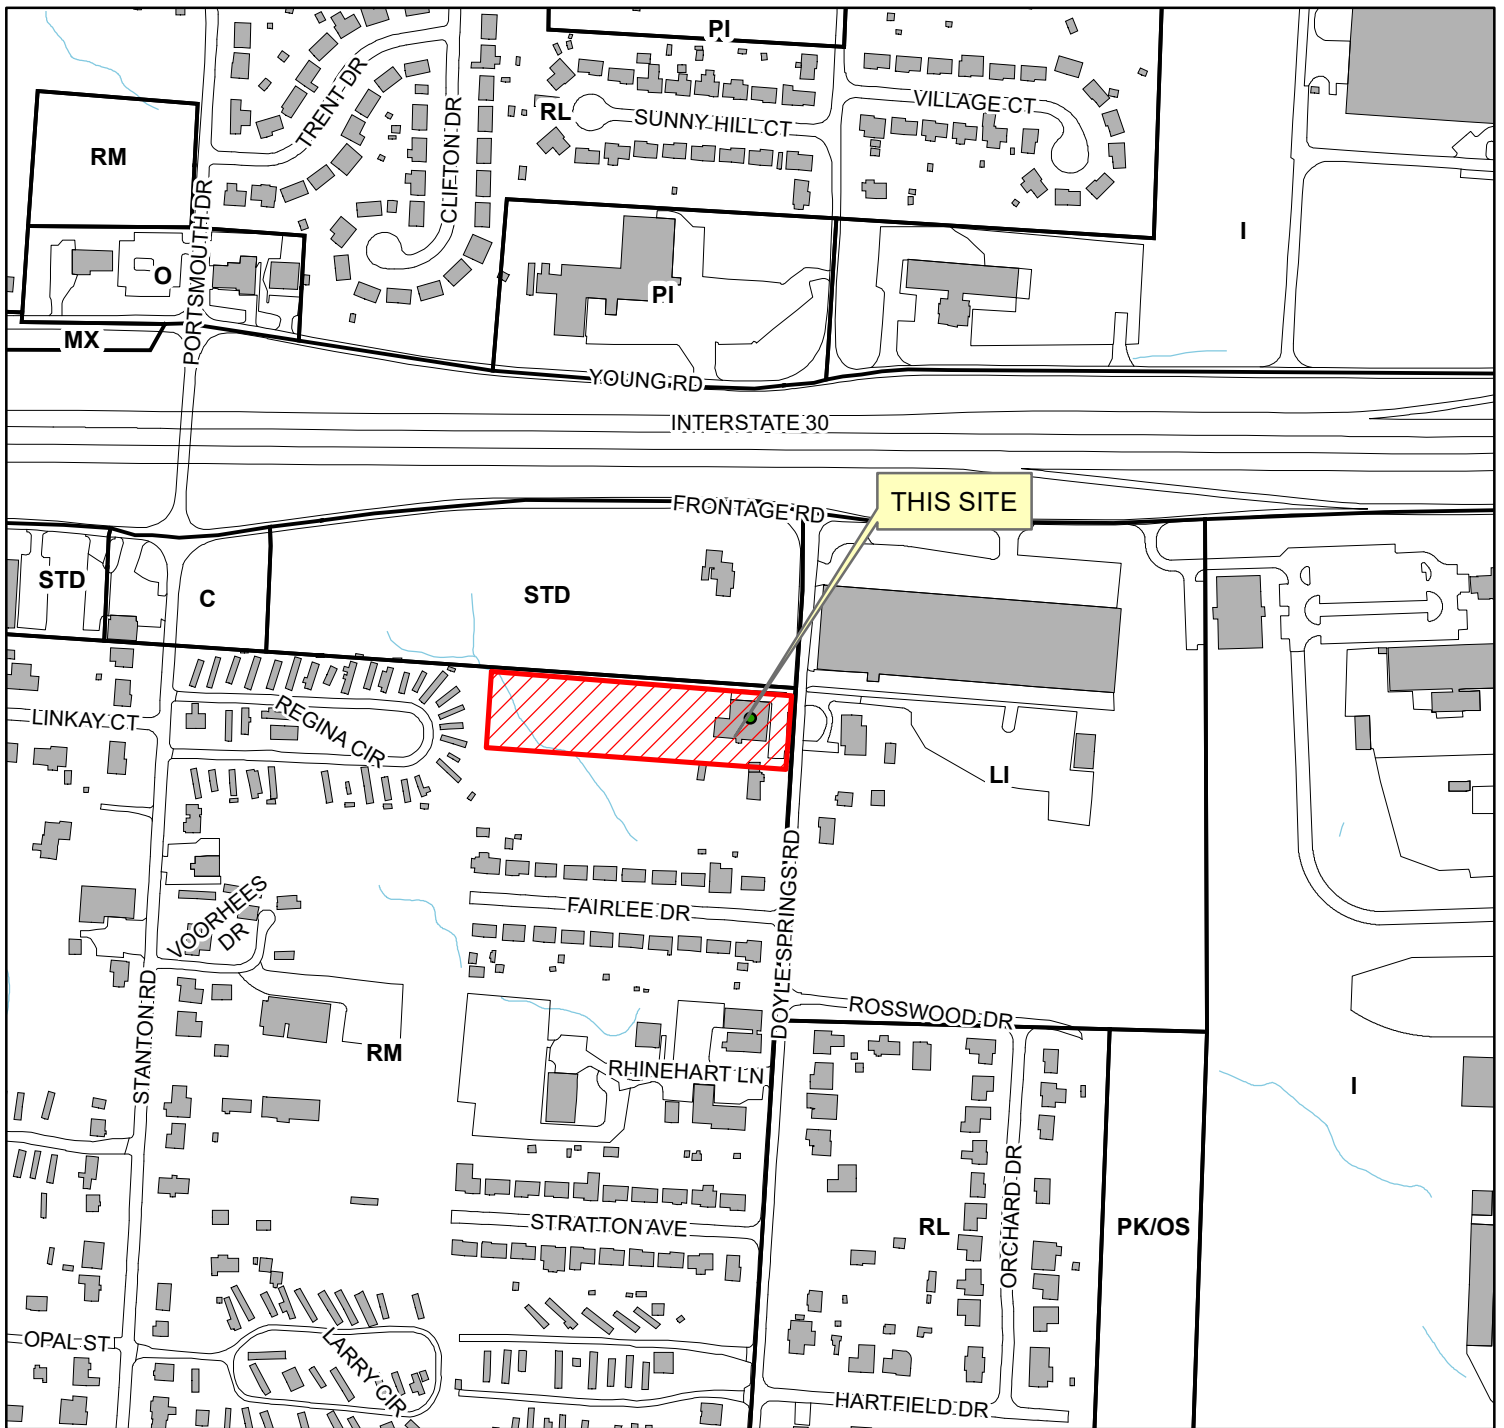 PI
TRENT DR
CLIFTON DR
RL
SUNNY HILL CT
VILLAGE CT
RM
PORTSMOUTH DR
I
O
PI
MX
YOUNG RD
INTERSTATE 30
FRONTAGE RD
THIS SITE
STD
C
STD
LINKAY CT
REGINA CIR
LI
VOORHEES
DR
FAIRLEE DR
DOYLE SPRINGS RD
STANTON RD
ROSSWOOD DR
RM
RHINEHART LN
I
ORCHARD DR
STRATTON AVE
RL
PK/OS
OPAL ST
LARRY CIR
HARTFIELD DR